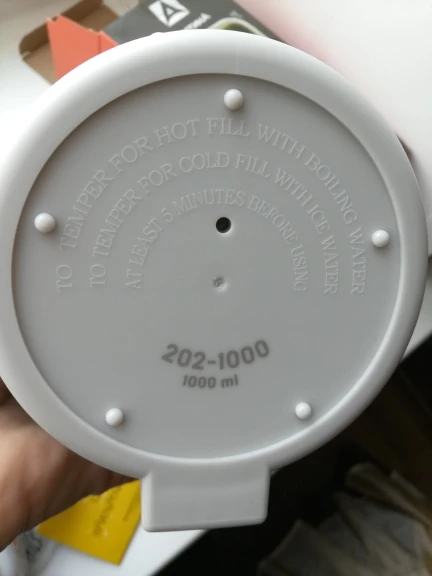 TO TEMPER FOR HOT FILL WITH BOILING WATER
TO TEMPER FOR COLD FILL WITH ICE WATER
AT LEAST 5 MINUTES BEFORE USING
202-1000
1000 ml